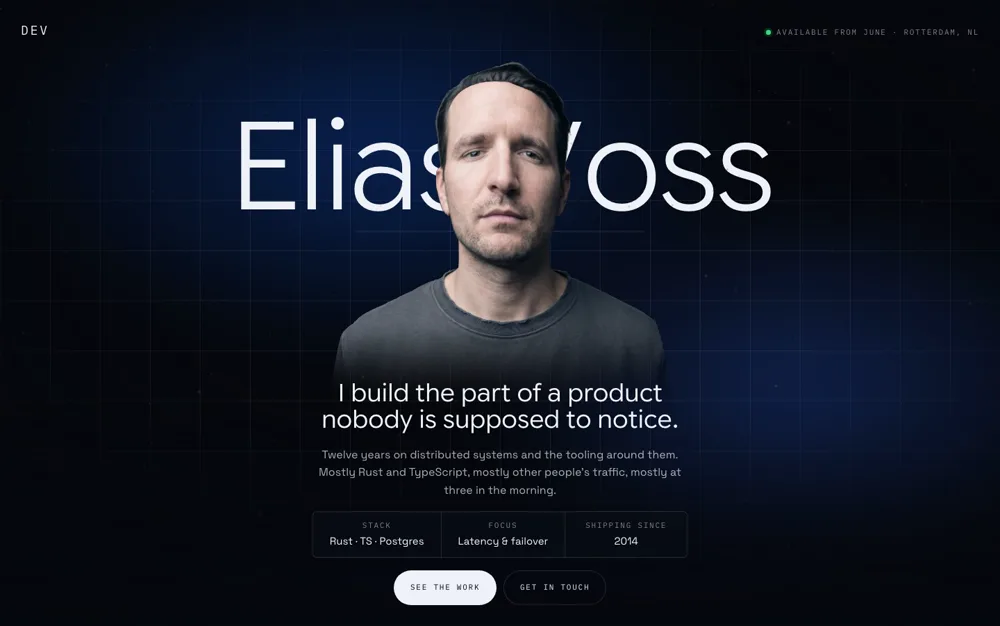 DEV
AVAILABLE FROM JUNE · ROTTERDAM, NL
Elias Voss
I build the part of a product
nobody is supposed to notice.
Twelve years on distributed systems and the tooling around them.
Mostly Rust and TypeScript, mostly other people's traffic, mostly at
three in the morning.
STACK
Rust · TS · Postgres
FOCUS
Latency & failover
SHIPPING SINCE
2014
SEE THE WORK
GET IN TOUCH